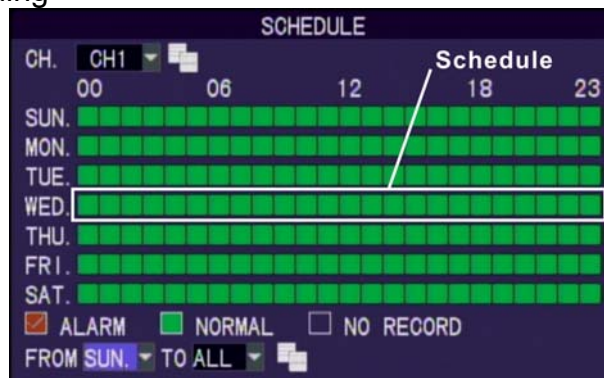 SCHEDULE
CH. CH1
Schedule
00 06 12 18 23
SUN.
MON.
TUE.
WED.
THU.
FRI.
SAT.
ALARM NORMAL NO RECORD
FROM SUN. TO ALL